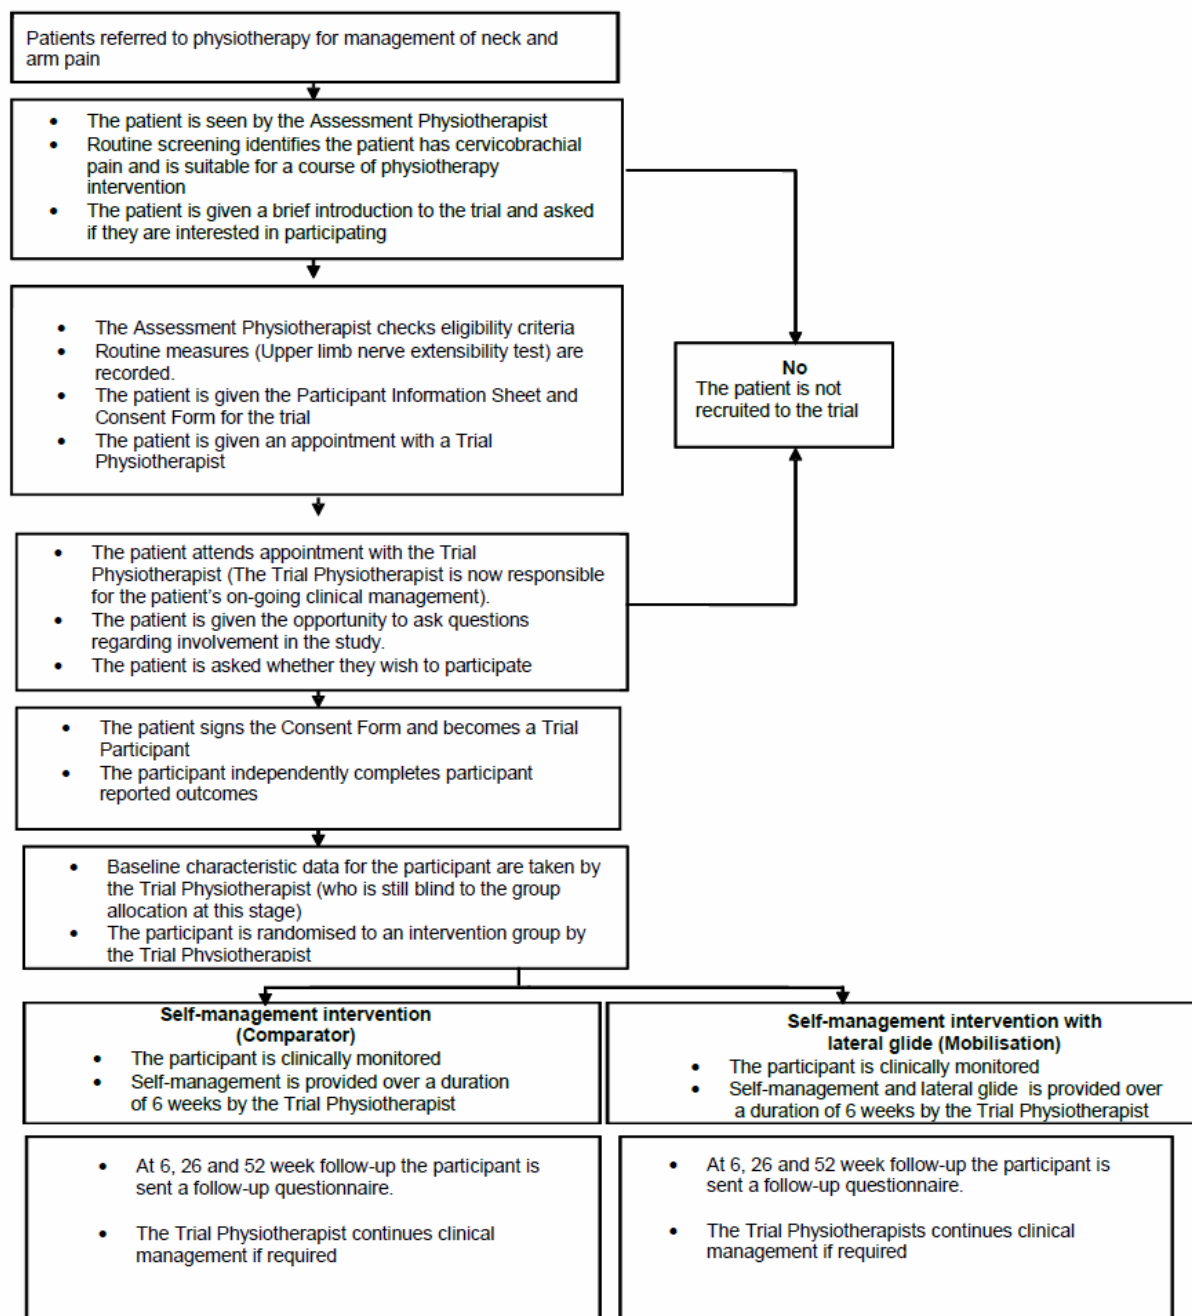 Patients referred to physiotherapy for management of neck and
arm pain
• The patient is seen by the Assessment Physiotherapist
• Routine screening identifies the patient has cervicobrachial
pain and is suitable for a course of physiotherapy
intervention
• The patient is given a brief introduction to the trial and asked
if they are interested in participating
• The Assessment Physiotherapist checks eligibility criteria
• Routine measures (Upper limb nerve extensibility test) are
recorded.
• The patient is given the Participant Information Sheet and
Consent Form for the trial
• The patient is given an appointment with a Trial
Physiotherapist
No
The patient is not
recruited to the trial
• The patient attends appointment with the Trial
Physiotherapist (The Trial Physiotherapist is now responsible
for the patient's on-going clinical management).
• The patient is given the opportunity to ask questions
regarding involvement in the study.
• The patient is asked whether they wish to participate
• The patient signs the Consent Form and becomes a Trial
Participant
• The participant independently completes participant
reported outcomes
• Baseline characteristic data for the participant are taken by
the Trial Physiotherapist (who is still blind to the group
allocation at this stage)
• The participant is randomised to an intervention group by
the Trial Physiotherapist
Self-management intervention
(Comparator)
• The participant is clinically monitored
• Self-management is provided over a duration
of 6 weeks by the Trial Physiotherapist
Self-management intervention with
lateral glide (Mobilisation)
• The participant is clinically monitored
• Self-management and lateral glide is provided over
a duration of 6 weeks by the Trial Physiotherapist
• At 6, 26 and 52 week follow-up the participant is
sent a follow-up questionnaire.
• The Trial Physiotherapist continues clinical
management if required
• At 6, 26 and 52 week follow-up the participant is
sent a follow-up questionnaire.
• The Trial Physiotherapists continues clinical
management if required